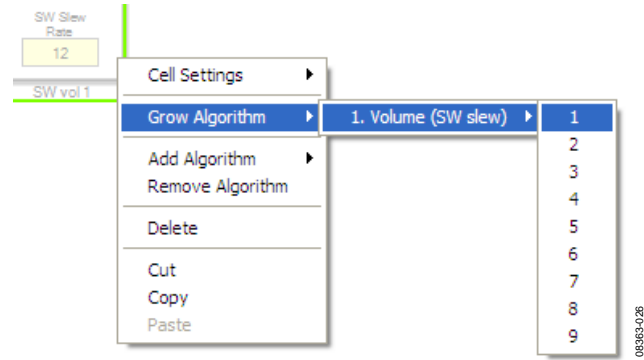 SW Slew
Rate
12
SW vol 1
Cell Settings
Grow Algorithm
1. Volume (SW slew)
1
2
3
4
5
6
7
8
9
Add Algorithm
Remove Algorithm
Delete
Cut
Copy
Paste
08363-026